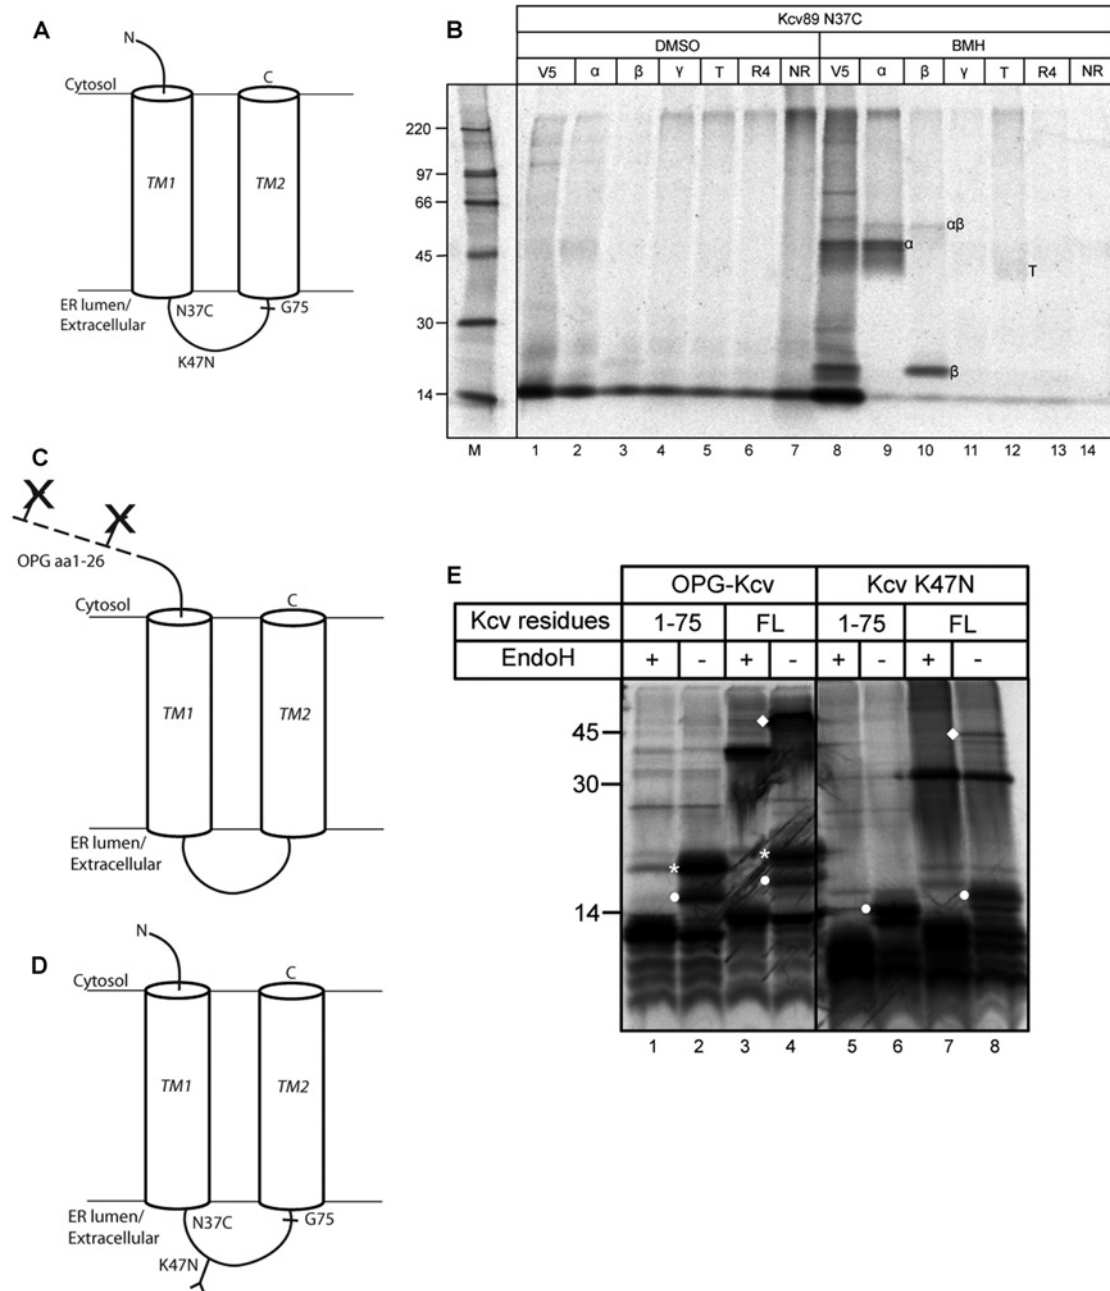 A
N
C
Cytosol
TM1
TM2
ER lumen/
Extracellular
N37C
G75
K47N
B
Kcv89 N37C
DMSO
BMH
V5 α β γ T R4 NR V5 α β γ T R4 NR
220
97
66
45
30
14
αβ
α
T
β
M 1 2 3 4 5 6 7 8 9 10 11 12 13 14
C
X
X
OPG aa1-26
Cytosol
C
TM1
TM2
ER lumen/
Extracellular
D
N
C
Cytosol
TM1
TM2
ER lumen/
Extracellular
N37C
G75
K47N
E
OPG-Kcv
Kcv K47N
Kcv residues 1-75 FL 1-75 FL
EndoH + - + - + - + -
45
30
14
*
*
1 2 3 4 5 6 7 8